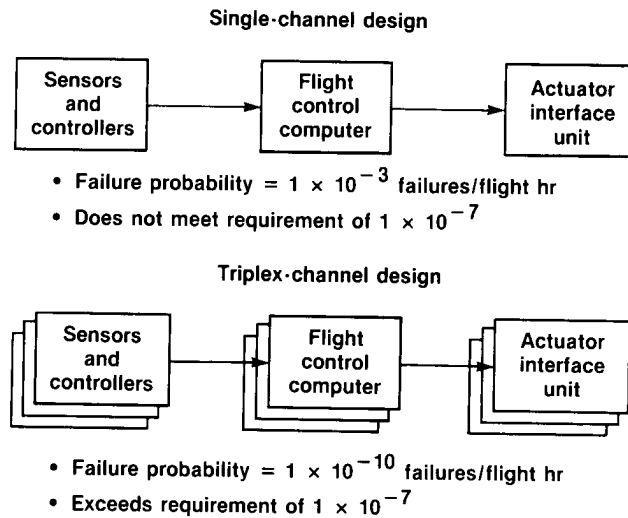 Single-channel design
Sensors
and
controllers
Flight
control
computer
Actuator
interface
unit
• Failure probability = 1 × 10⁻³ failures/flight hr
• Does not meet requirement of 1 × 10⁻⁷
Triplex-channel design
Sensors
and
controllers
Flight
control
computer
Actuator
interface
unit
• Failure probability = 1 × 10⁻¹⁰ failures/flight hr
• Exceeds requirement of 1 × 10⁻⁷